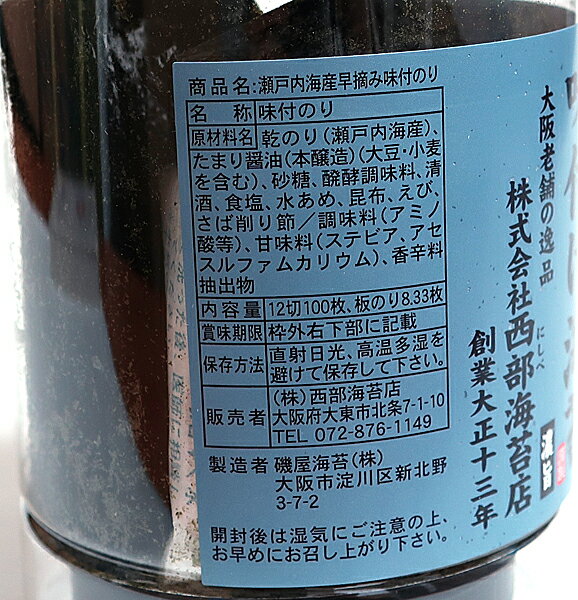 商品名:瀬戸内海産早摘み味付のり
名 称 味付のり
原材料名 乾のり(瀬戸内海産)、
たまり醤油(本醸造)(大豆・小麦
を含む)、砂糖、醗酵調味料、清
酒、食塩、水あめ、昆布、えび、
さば削り節/調味料(アミノ
酸等)、甘味料(ステビア、アセ
スルファムカリウム)、香辛料
抽出物
内容量 12切100枚、板のり8.33枚
賞味期限 枠外右下部に記載
保存方法 直射日光、高温多湿を
避けて保存して下さい。
販売者 (株)西部海苔店
大阪府大東市北条7-1-10
TEL 072-876-1149
製造者 磯屋海苔(株)
大阪市淀川区新北野
3-7-2
開封後は湿気にご注意の上、
お早めにお召し上がり下さい。
大阪老舗の逸品
株式会社西部海苔店
にしべ
創業大正十三年